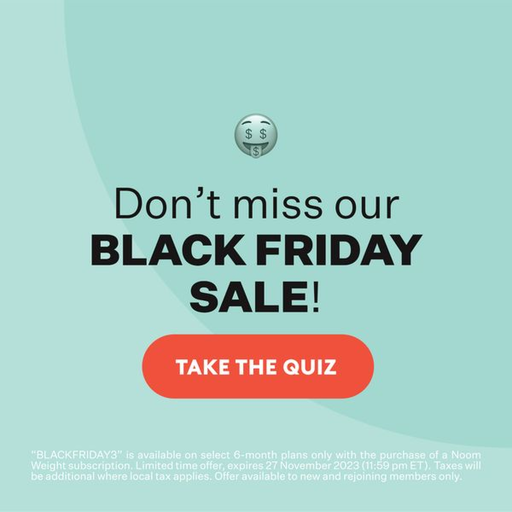 Don’t miss our
BLACK FRIDAY
SALE!
TAKE THE QUIZ
"BLACKFRIDAY3" is available on select 6-month plans only with the purchase of a Noom
Weight subscription. Limited time offer, expires 27 November 2023 (11:59 pm ET). Taxes will
be additional where local tax applies. Offer available to new and rejoining members only.